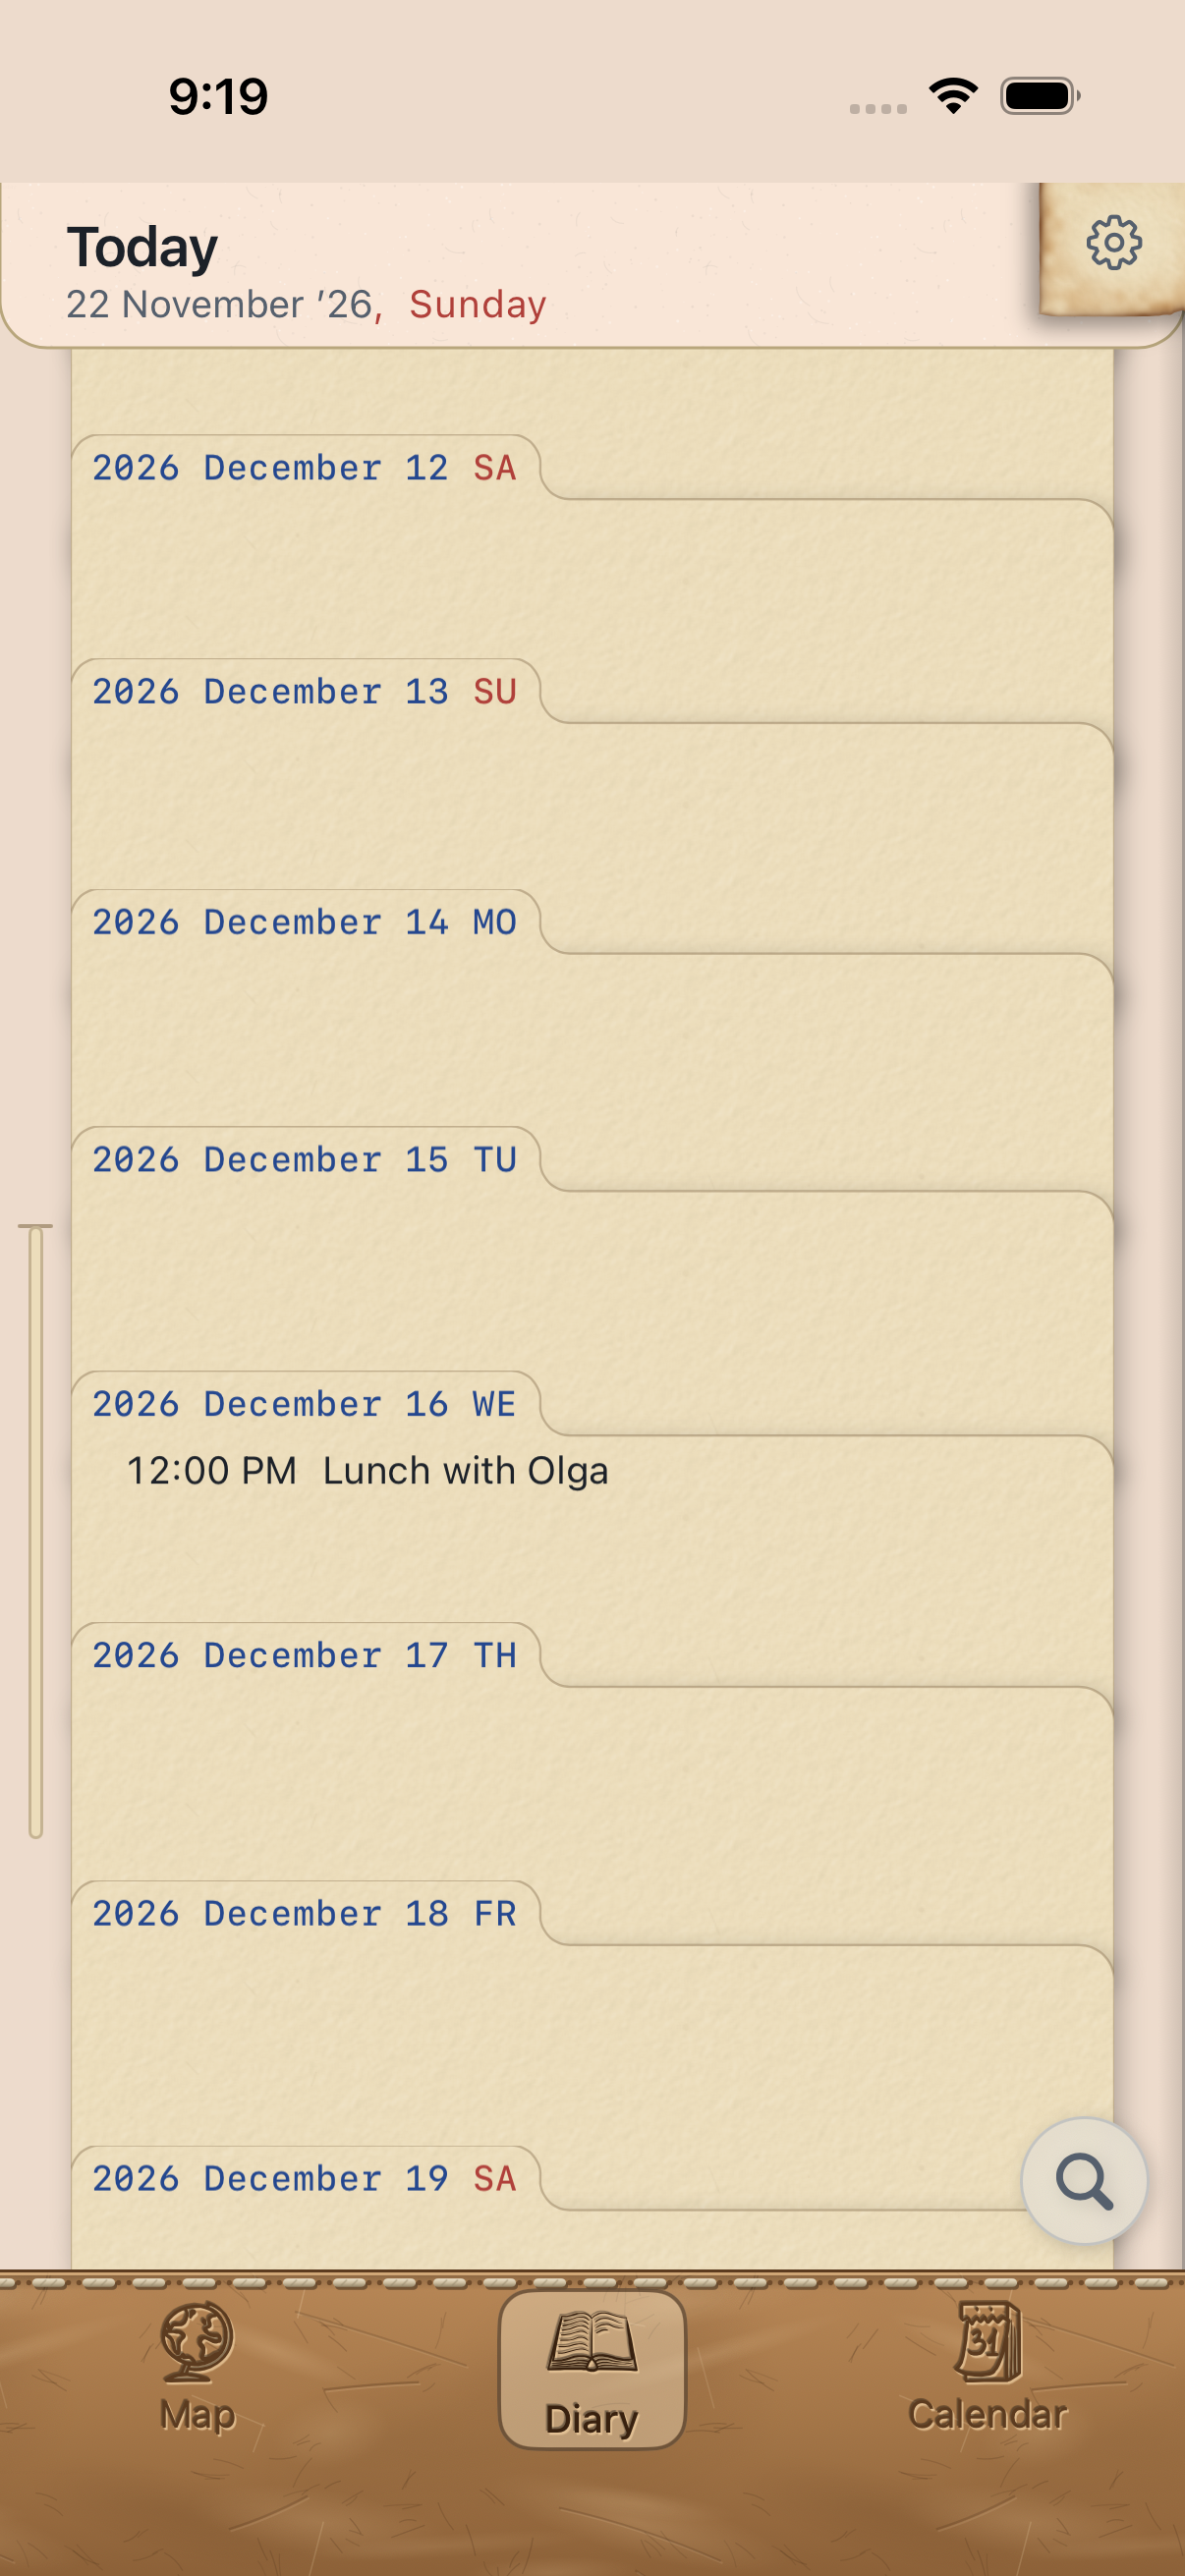 9:19
Today
22 November ’26, Sunday
2026 December 12 SA
2026 December 13 SU
2026 December 14 MO
2026 December 15 TU
2026 December 16 WE
12:00 PM Lunch with Olga
2026 December 17 TH
2026 December 18 FR
2026 December 19 SA
31
Map Diary Calendar